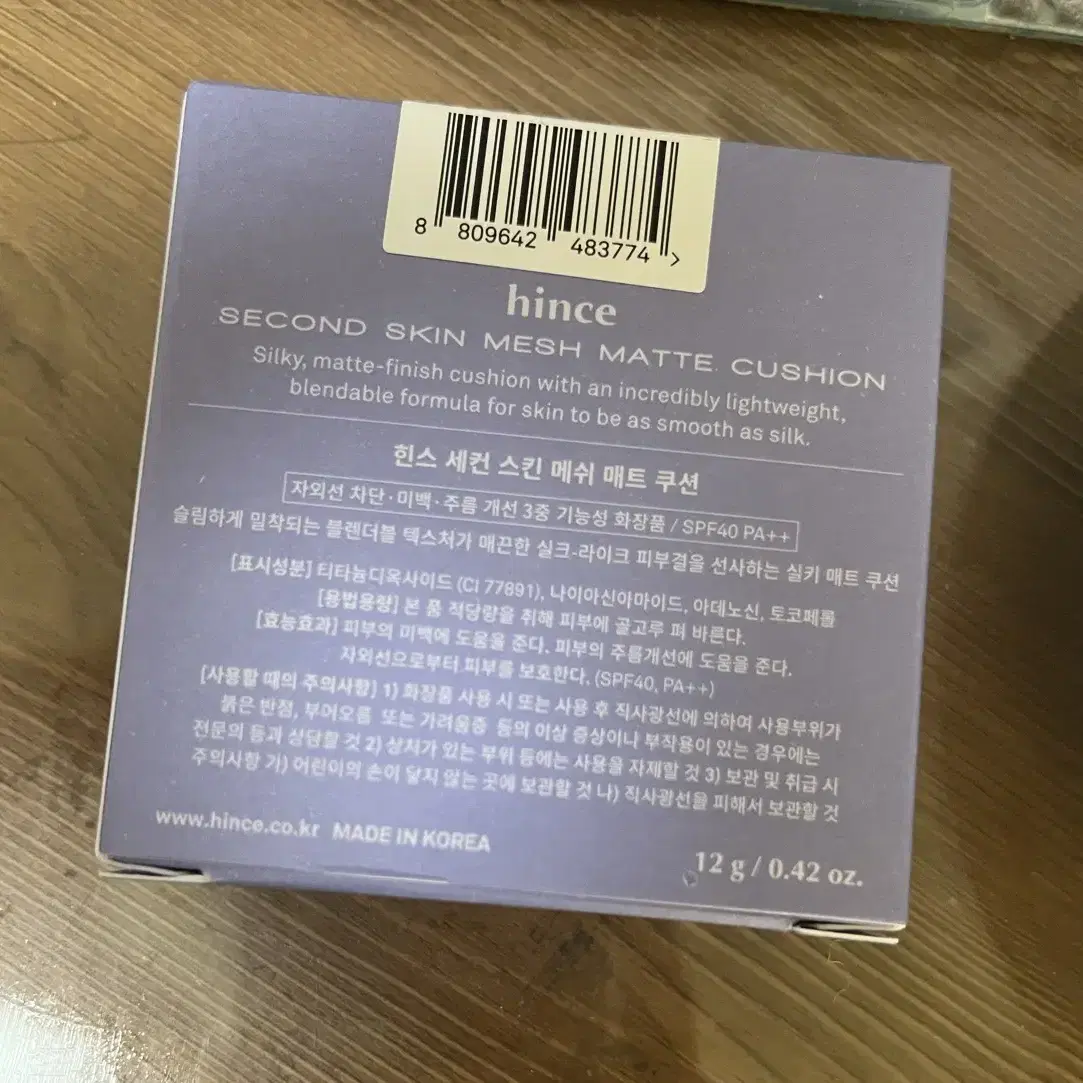 8 809642 483774 >
hince
SECOND SKIN MESH MATTE CUSHION
Silky, matte-finish cushion with an incredibly lightweight,
blendable formula for skin to be as smooth as silk.
힌스 세컨 스킨 메쉬 매트 쿠션
자외선 차단·미백·주름 개선 3중 기능성 화장품 / SPF40 PA++
슬림하게 밀착되는 블렌더볼 텍스처가 매끈한 실크-라이크 피부결을 선사하는 실키 매트 쿠션
[표시성분] 티타늄디옥사이드 (CI 77891), 나이아신아마이드, 아데노신, 토코페롤
[용법용량] 본 품 적당량을 취해 피부에 골고루 펴 바른다.
[효능효과] 피부의 미백에 도움을 준다. 피부의 주름개선에 도움을 준다.
자외선으로부터 피부를 보호한다. (SPF40, PA++)
[사용할 때의 주의사항] 1) 화장품 사용 시 또는 사용 후 직사광선에 의하여 사용부위가
붉은 반점, 부어오름 또는 가려움증 등의 이상 증상이나 부작용이 있는 경우에는
전문의 등과 상담할 것 2) 상처가 있는 부위 등에는 사용을 자제할 것 3) 보관 및 취급 시
주의사항 가) 어린이의 손이 닿지 않는 곳에 보관할 것 나) 직사광선을 피해서 보관할 것
www.hince.co.kr MADE IN KOREA
12 g / 0.42 oz.